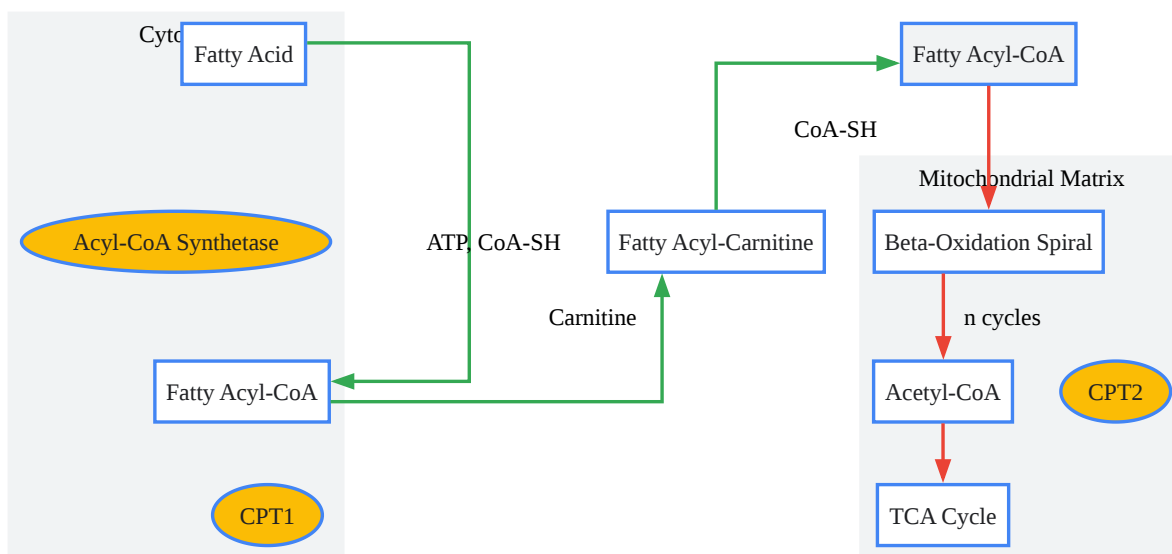 Cyto
Fatty Acid
Fatty Acyl-CoA
CoA-SH
Mitochondrial Matrix
Acyl-CoA Synthetase
ATP, CoA-SH
Fatty Acyl-Carnitine
Beta-Oxidation Spiral
Carnitine
n cycles
Fatty Acyl-CoA
Acetyl-CoA
CPT2
CPT1
TCA Cycle